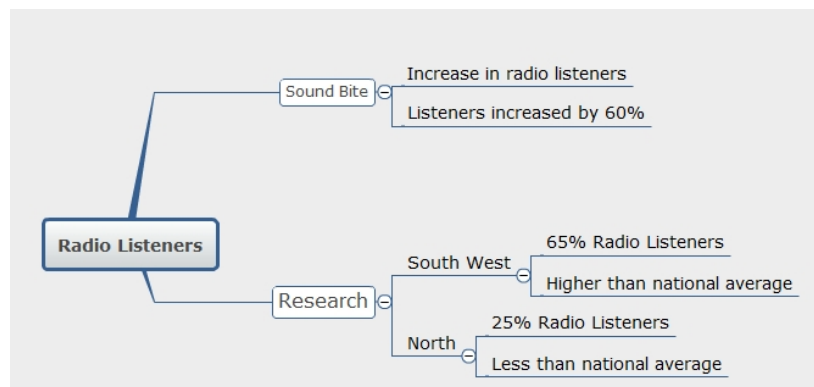 Radio Listeners
Sound Bite
Increase in radio listeners
Listeners increased by 60%
Research
South West
65% Radio Listeners
Higher than national average
North
25% Radio Listeners
Less than national average